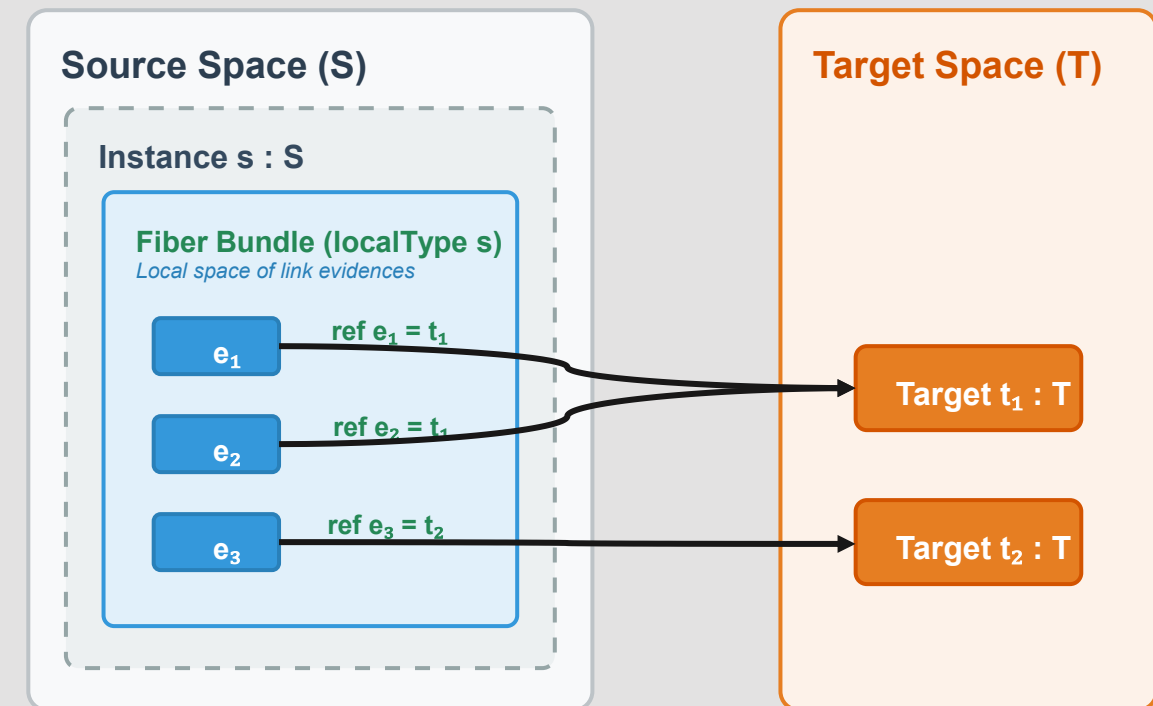 Source Space (S)
Instance s : S
Fiber Bundle (localType s)
Local space of link evidences
e₁
ref e₁ = t₁
e₂
ref e₂ = t₁
e₃
ref e₃ = t₂
Target Space (T)
Target t₁ : T
Target t₂ : T